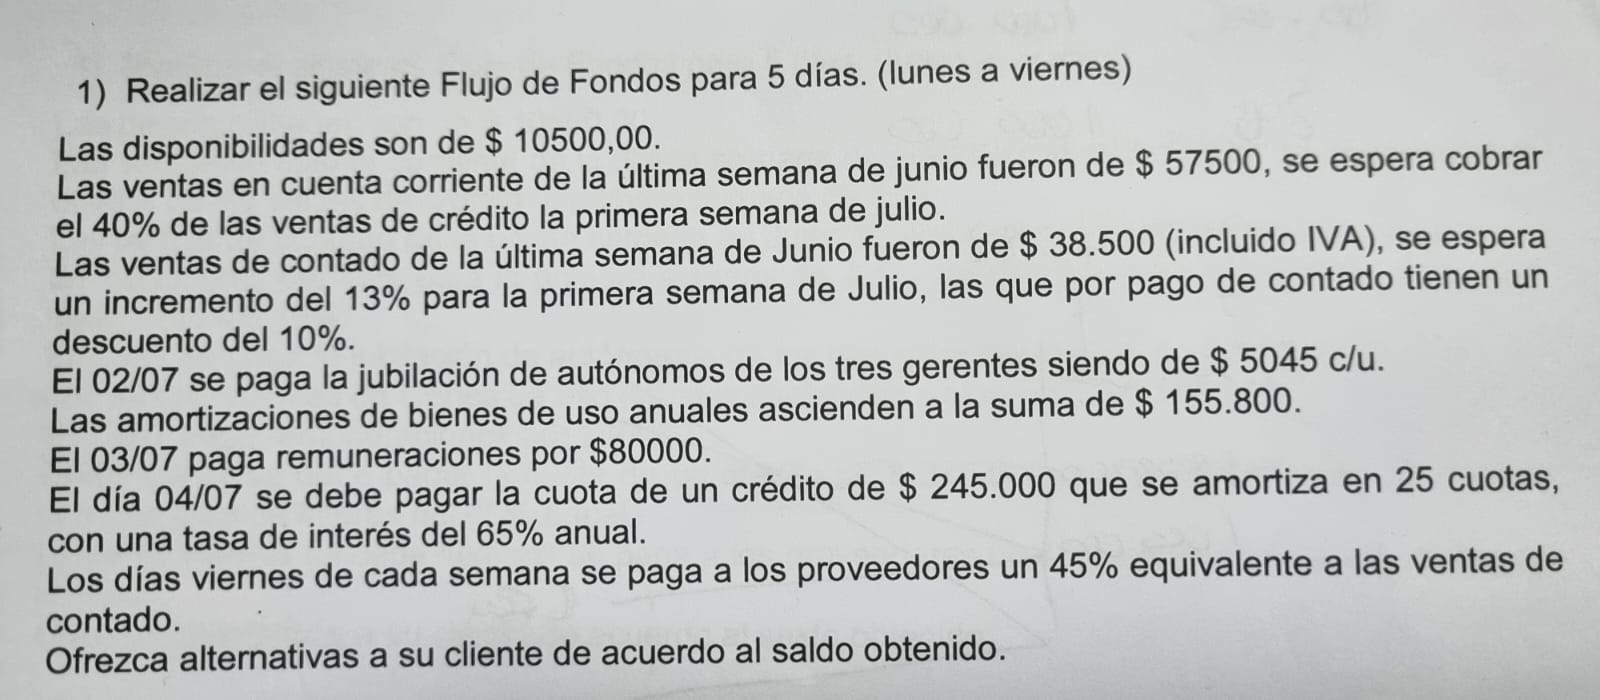 1) Realizar el siguiente Flujo de Fondos para 5 días. (lunes a viernes)
Las disponibilidades son de $ 10500,00.
Las ventas en cuenta corriente de la última semana de junio fueron de $ 57500, se espera cobrar
el 40% de las ventas de crédito la primera semana de julio.
Las ventas de contado de la última semana de Junio fueron de $ 38.500 (incluido IVA), se espera
un incremento del 13% para la primera semana de Julio, las que por pago de contado tienen un
descuento del 10%.
El 02/07 se paga la jubilación de autónomos de los tres gerentes siendo de $ 5045 c/u.
Las amortizaciones de bienes de uso anuales ascienden a la suma de $ 155.800.
El 03/07 paga remuneraciones por $80000.
El día 04/07 se debe pagar la cuota de un crédito de $ 245.000 que se amortiza en 25 cuotas,
con una tasa de interés del 65% anual.
Los días viernes de cada semana se paga a los proveedores un 45% equivalente a las ventas de
contado.
Ofrezca alternativas a su cliente de acuerdo al saldo obtenido.